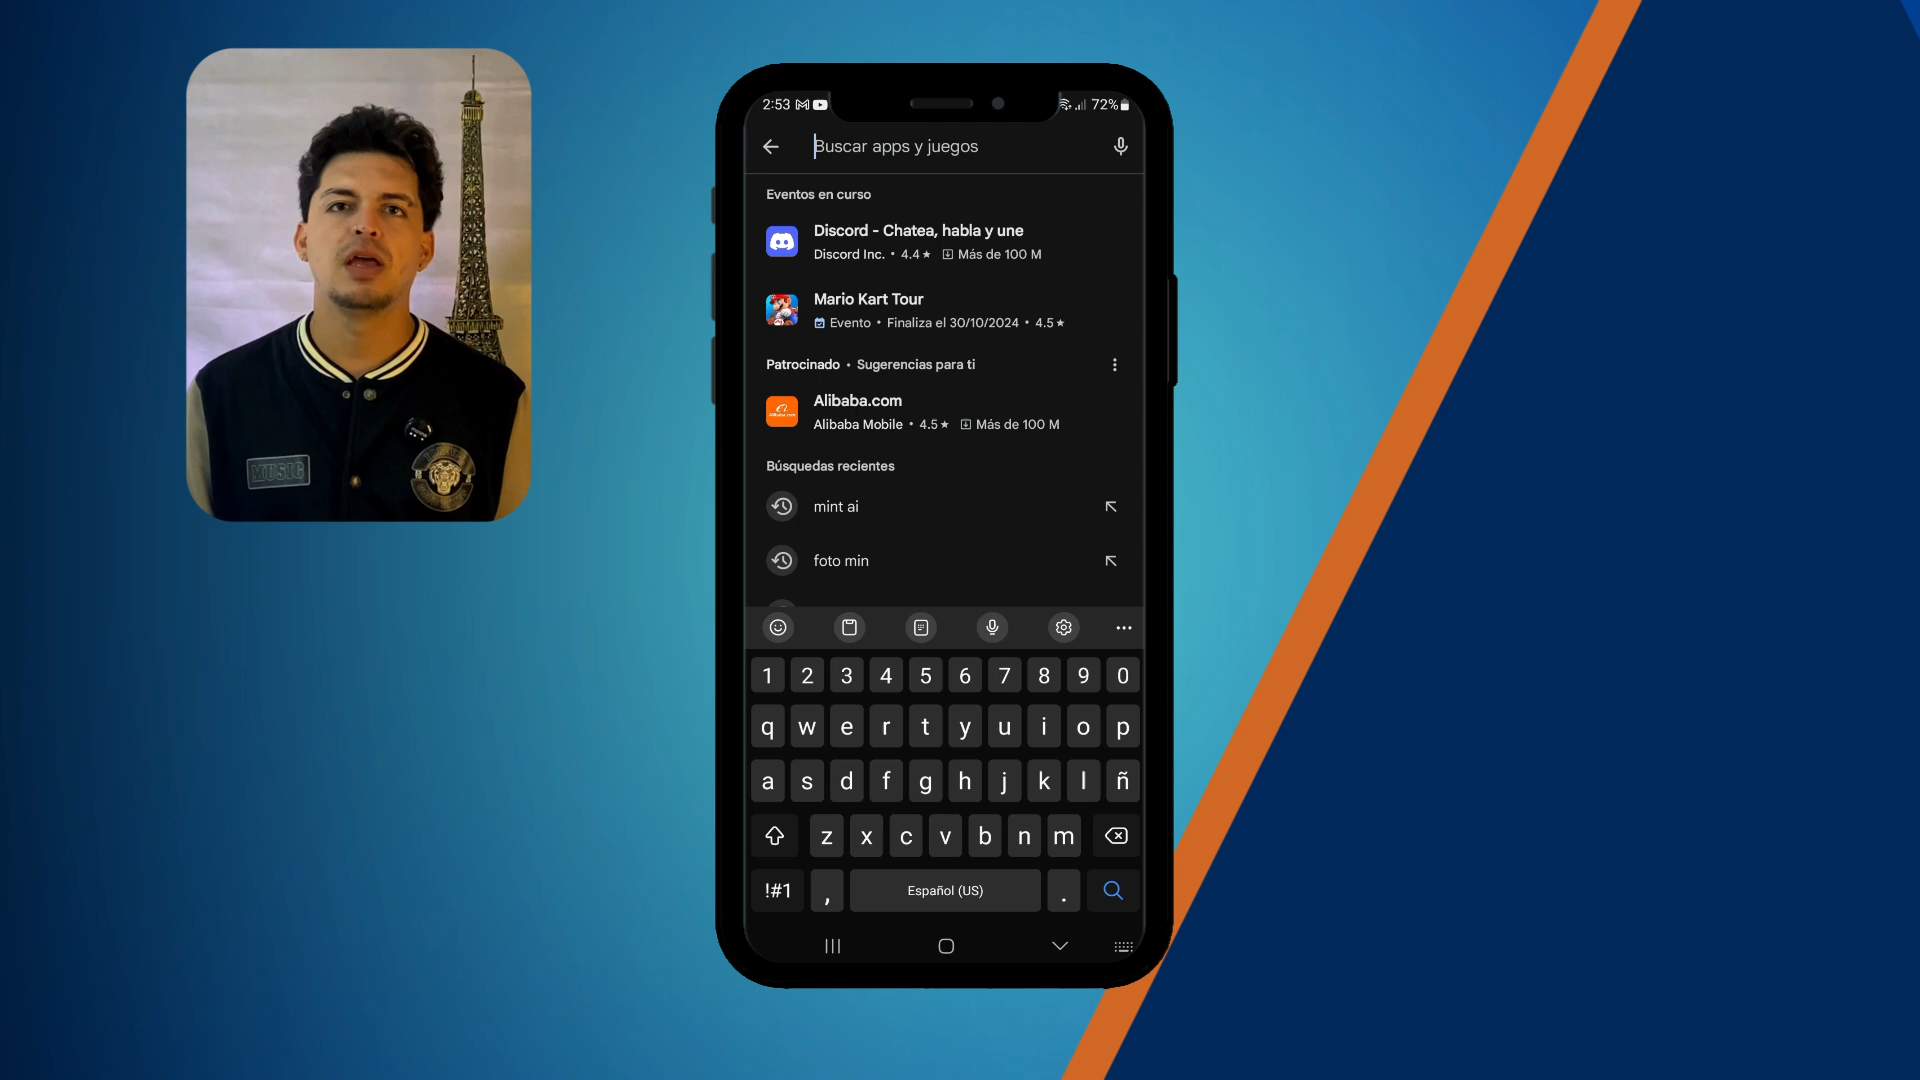 MUSIC
2:53
72%
Buscar apps y juegos
Eventos en curso
Discord - Chatea, habla y une
Discord Inc. • 4.4★ Más de 100 M
Mario Kart Tour
Evento • Finaliza el 30/10/2024 • 4.5★
Patrocinado • Sugerencias para ti
Alibaba.com
Alibaba.com
Alibaba Mobile • 4.5★ Más de 100 M
Búsquedas recientes
mint ai
foto min
1 2 3 4 5 6 7 8 9 0
q w e r t y u i o p
a s d f g h j k l ñ
z x c v b n m
!#1 , Español (US) .